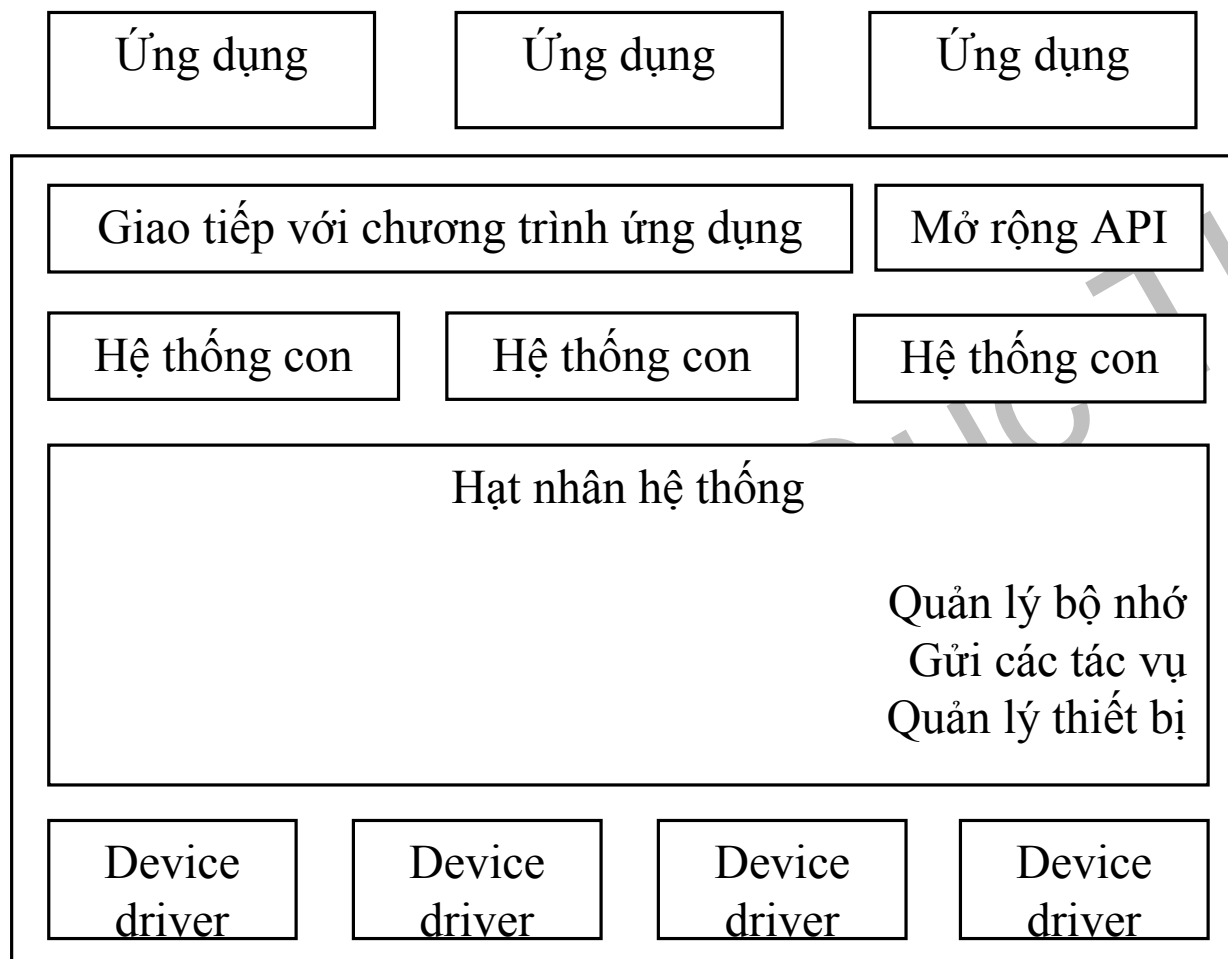 Ứng dụng
Ứng dụng
Ứng dụng
Giao tiếp với chương trình ứng dụng
Mở rộng API
Hệ thống con
Hệ thống con
Hệ thống con
Hạt nhân hệ thống
Quản lý bộ nhớ
Gửi các tác vụ
Quản lý thiết bị
Device
driver
Device
driver
Device
driver
Device
driver